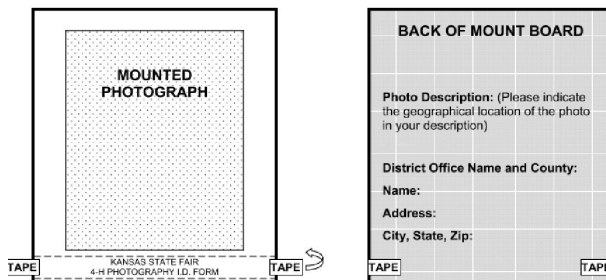 MOUNTED
PHOTOGRAPH
KANSAS STATE FAIR
4-H PHOTOGRAPHY I.D. FORM
TAPE
TAPE
BACK OF MOUNT BOARD
Photo Description: (Please indicate
the geographical location of the photo
in your description)
District Office Name and County:
Name:
Address:
City, State, Zip:
TAPE
TAP